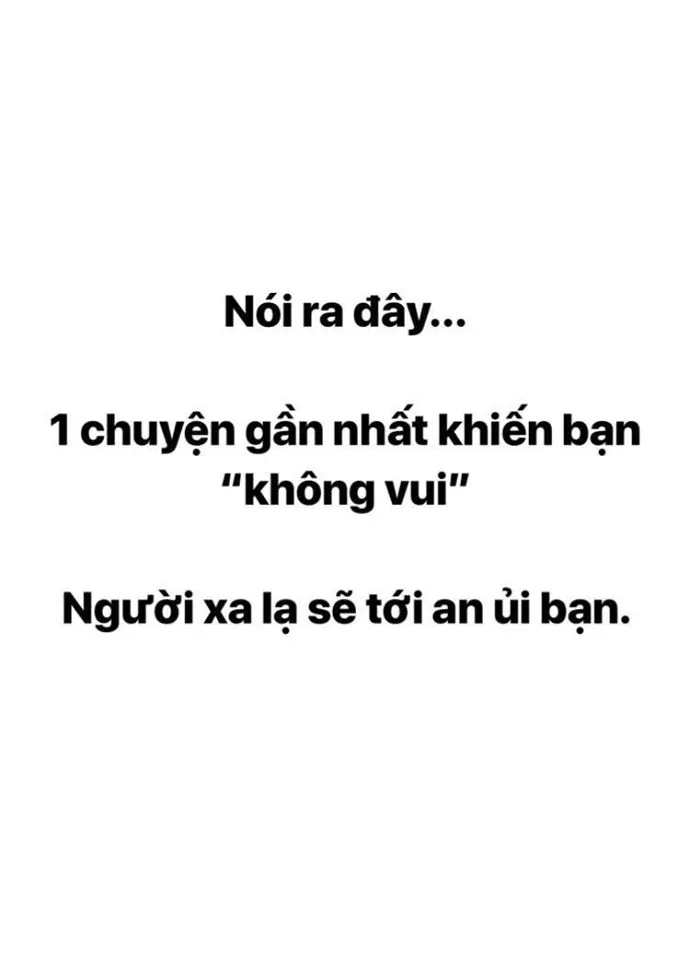 Nói ra đây...
1 chuyện gần nhất khiến bạn
“không vui”
Người xa lạ sẽ tới an ủi bạn.